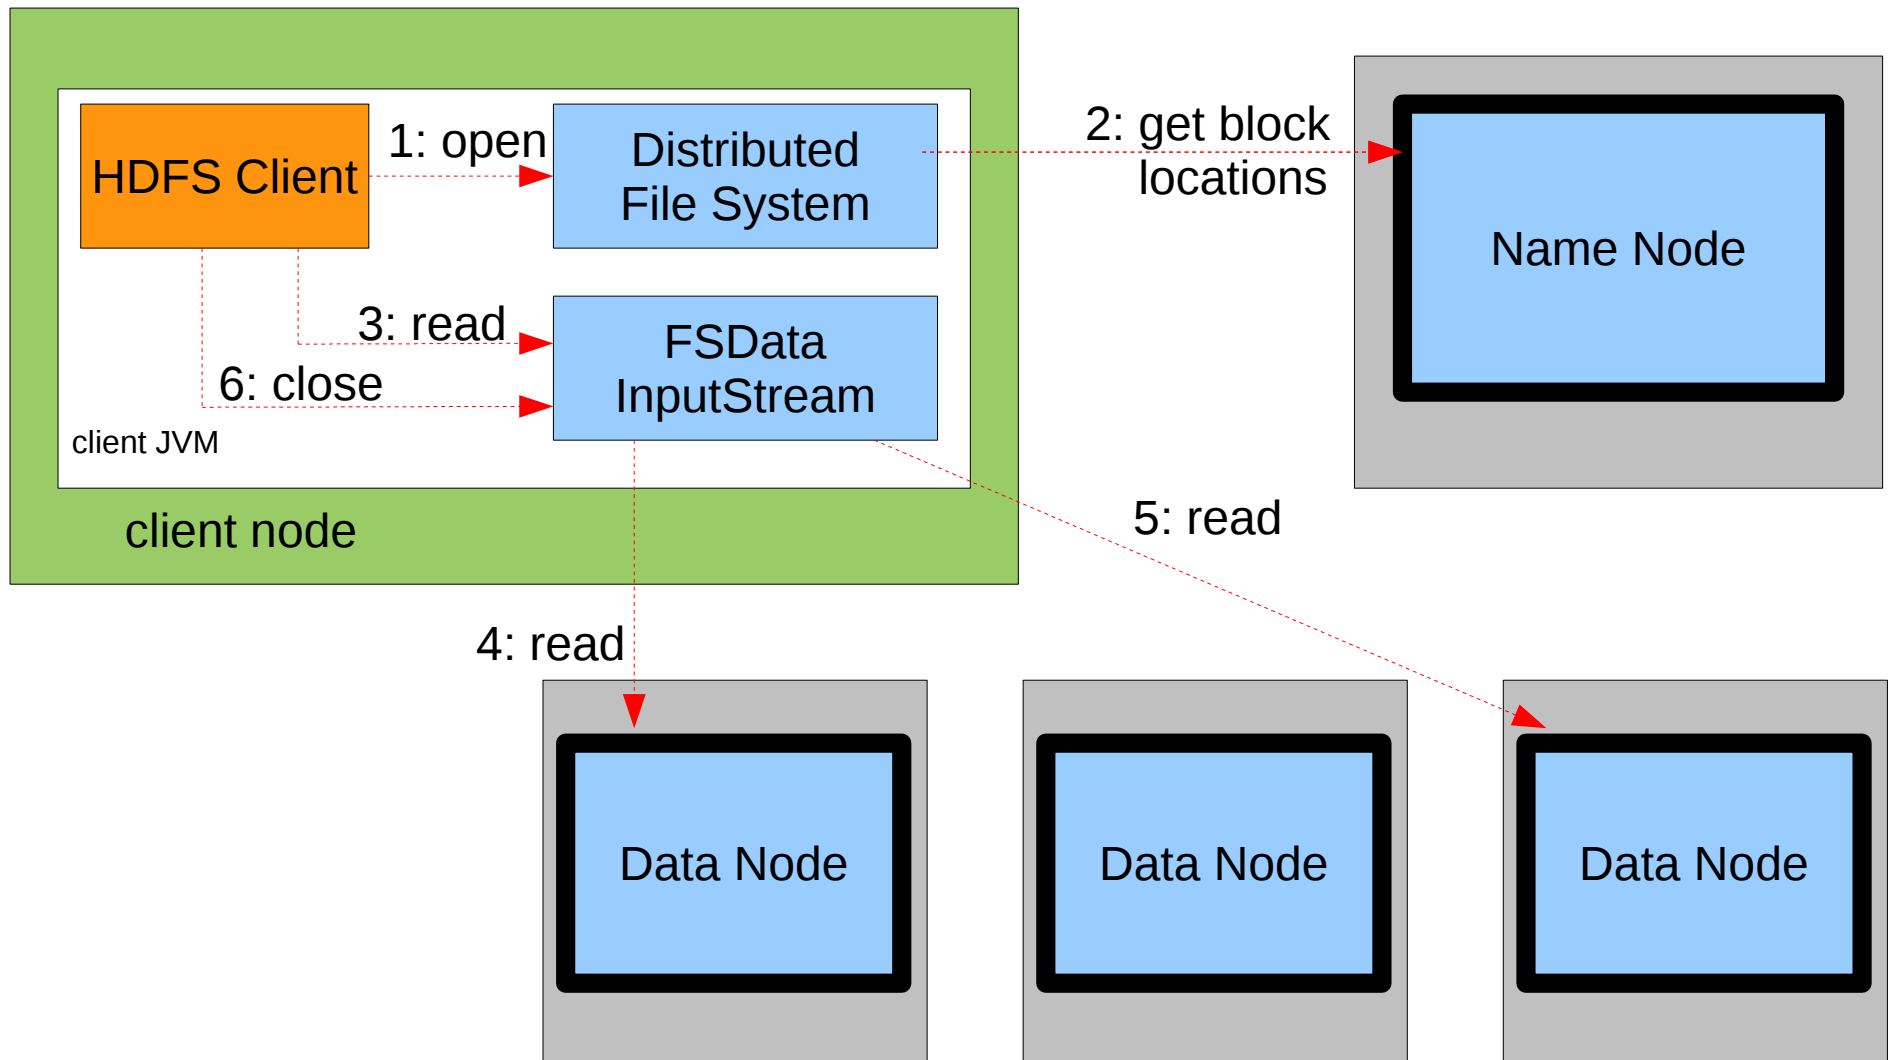 HDFS Client
1: open
Distributed
File System
2: get block
locations
Name Node
3: read
FSData
InputStream
6: close
client JVM
client node
5: read
4: read
Data Node
Data Node
Data Node